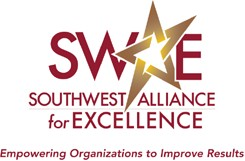 SWAE
SOUTHWEST ALLIANCE
for EXCELLENCE
Empowering Organizations to Improve Results